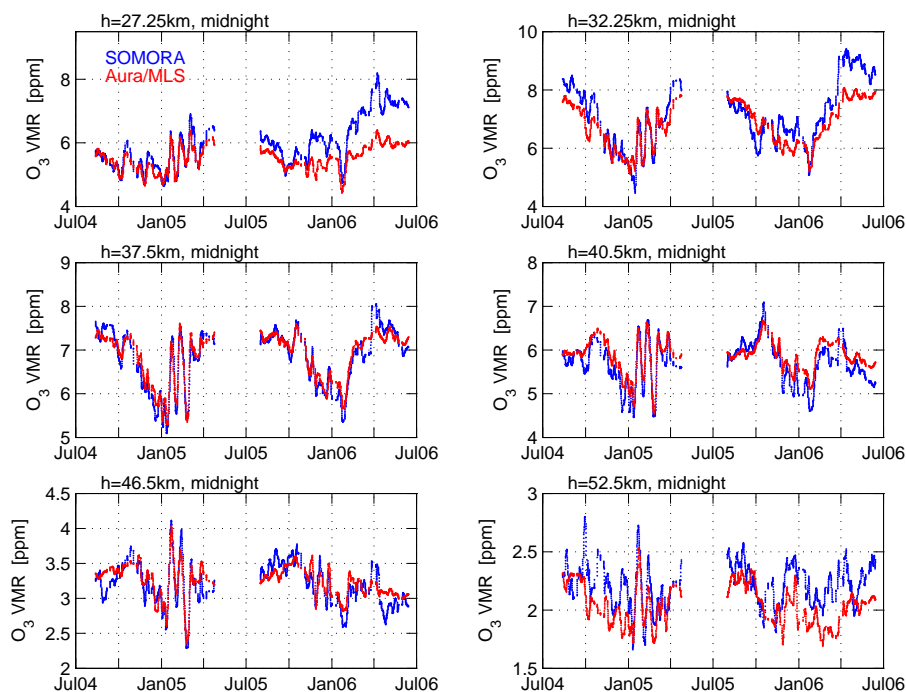 h=27.25km, midnight
SOMORA
Aura/MLS
O3 VMR [ppm]
8
6
4
Jul04 Jan05 Jul05 Jan06 Jul06
h=32.25km, midnight
O3 VMR [ppm]
10
8
6
4
Jul04 Jan05 Jul05 Jan06 Jul06
h=37.5km, midnight
O3 VMR [ppm]
9
8
7
6
5
Jul04 Jan05 Jul05 Jan06 Jul06
h=40.5km, midnight
O3 VMR [ppm]
8
7
6
5
4
Jul04 Jan05 Jul05 Jan06 Jul06
h=46.5km, midnight
O3 VMR [ppm]
4.5
4
3.5
3
2.5
2
Jul04 Jan05 Jul05 Jan06 Jul06
h=52.5km, midnight
O3 VMR [ppm]
3
2.5
2
1.5
Jul04 Jan05 Jul05 Jan06 Jul06